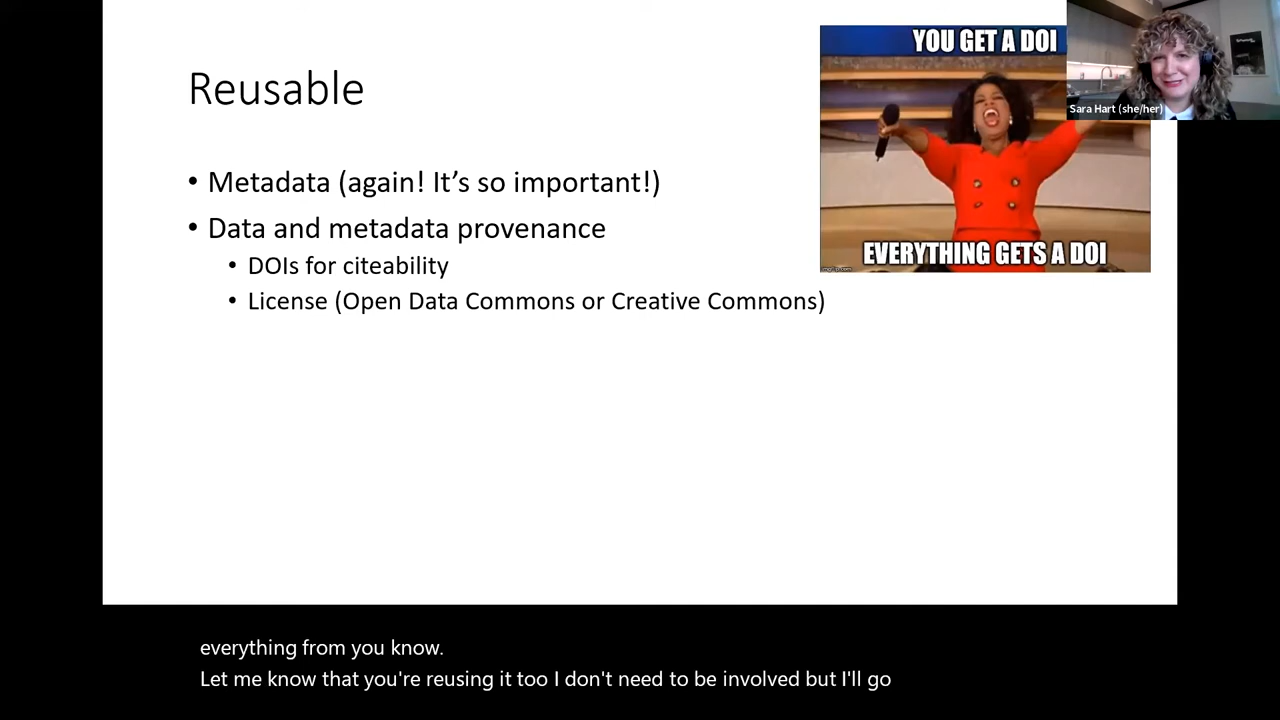 YOU GET A DOI
Sara Hart (she/her)
Reusable
• Metadata (again! It’s so important!)
• Data and metadata provenance
• DOIs for citeability
• License (Open Data Commons or Creative Commons)
EVERYTHING GETS A DOI
imgflip.com
everything from you know.
Let me know that you're reusing it too I don't need to be involved but I'll go